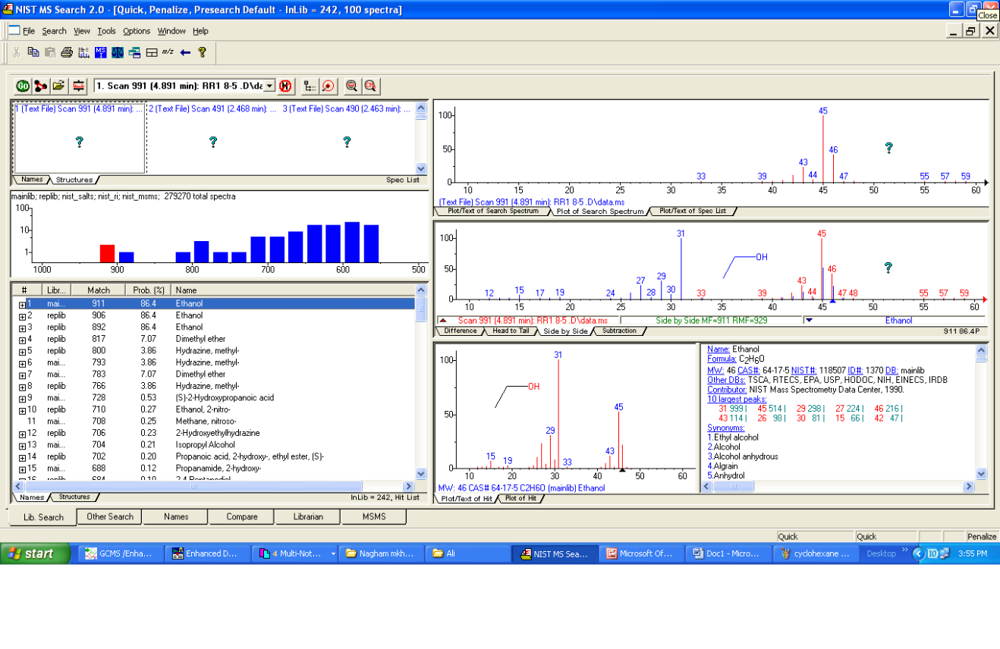 NIST MS Search 2.0 - [Quick, Penalize, Presearch Default - InLib = 242, 100 spectra]
Close
File Search View Tools Options Window Help
MS
m/z
GO
1. Scan 991 (4.891 min): RR1 8-5 .D\da
1 (Text File) Scan 991 (4.891 min): ... 2 (Text File) Scan 491 (2.468 min): ... 3 (Text File) Scan 490 (2.463 min): ...
? ? ?
Names Structures Spec List
mainlib; replib; nist_salts; nist_ri; nist_msms; 279270 total spectra
100
10
1
1000 900 800 700 600 500
# Libr... Match Prob. (%) Name
1 mai... 911 86.4 Ethanol
2 replib 906 86.4 Ethanol
3 replib 892 86.4 Ethanol
4 replib 817 7.07 Dimethyl ether
5 replib 800 3.86 Hydrazine, methyl-
6 mai... 793 3.86 Hydrazine, methyl-
7 mai... 783 7.07 Dimethyl ether
8 replib 766 3.86 Hydrazine, methyl-
9 mai... 728 0.53 (S)-2-Hydroxypropanoic acid
10 replib 710 0.27 Ethanol, 2-nitro-
11 mai... 708 0.25 Methane, nitroso-
12 mai... 706 0.23 2-Hydroxyethylhydrazine
13 mai... 704 0.21 Isopropyl Alcohol
14 replib 702 0.20 Propanoic acid, 2-hydroxy-, ethyl ester, (S)-
15 mai... 688 0.12 Propanamide, 2-hydroxy-
16 replib 684 0.10 2,4-Pentanediol
Names Structures InLib = 242, Hit List
100
50
0
33 39 43 44 45 46 47 55 57 59
?
10 15 20 25 30 35 40 45 50 55 60
(Text File) Scan 991 (4.891 min): RR1 8-5 .D\data.ms
Plot/Text of Search Spectrum Plot of Search Spectrum Plot/Text of Spec List
100
50
0
12 15 17 19 24 27 28 29 30 31 33 39 43 44 45 46 47 48 55 57 59
OH
?
10 15 20 25 30 35 40 45 50 55 60
Scan 991 (4.891 min): RR1 8-5 .D\data.ms Side by Side MF=911 RMF=929 Ethanol
Difference Head to Tail Side by Side Subtraction 911 86.4P
100
50
0
15 19 29 31 33 43 45
OH
10 20 30 40 50 60
MW: 46 CAS# 64-17-5 C2H6O (mainlib) Ethanol
Plot/Text of Hit Plot of Hit
Name: Ethanol
Formula: C2H6O
MW: 46 CAS#: 64-17-5 NIST#: 118507 ID#: 1370 DB: mainlib
Other DBs: TSCA, RTECS, EPA, USP, HODOC, NIH, EINECS, IRDB
Contributor: NIST Mass Spectrometry Data Center, 1990.
10 largest peaks:
31 999 | 45 514 | 29 298 | 27 224 | 46 216 |
43 114 | 26 98 | 30 81 | 15 66 | 42 47 |
Synonyms:
1.Ethyl alcohol
2.Alcohol
3.Alcohol anhydrous
4.Algrain
5.Anhydrol
Lib. Search Other Search Names Compare Librarian MSMS
Quick Quick Penalize
start GCMS /Enha... Enhanced D... 4 Multi-Not... Nagham mkh... Ali NIST MS Sea... Microsoft Of... Doc1 - Micro... cyclohexane ... Desktop » 3:55 PM